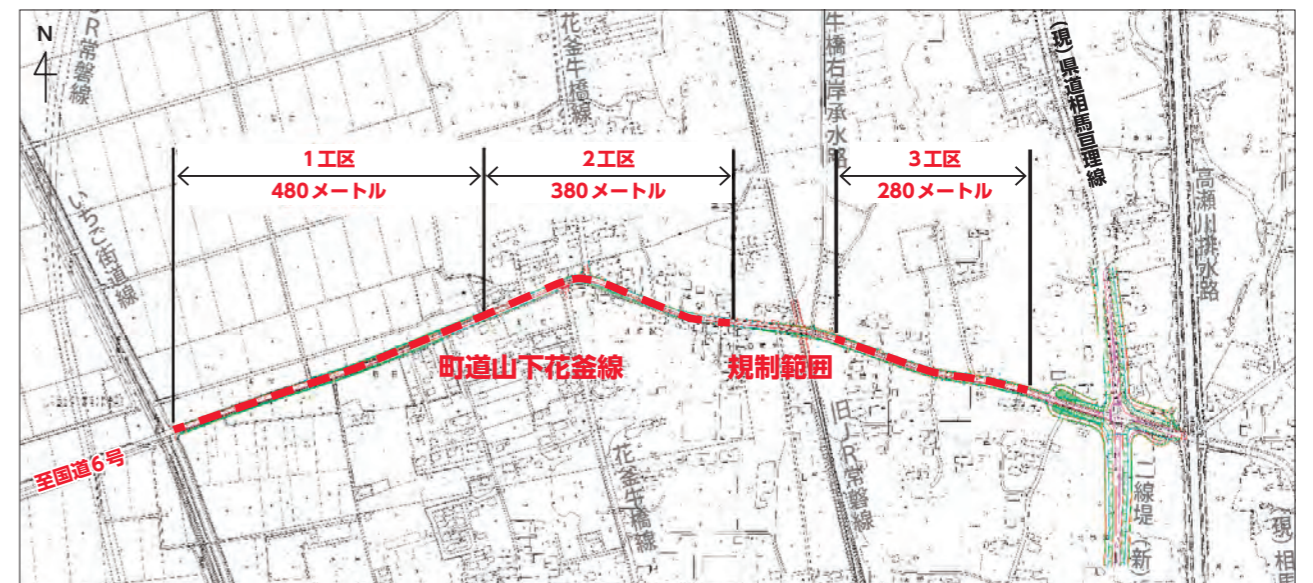 N
JR常磐線
花釜牛橋線
牛橋右岸承水路
(現)県道相馬亘理線
高瀬川排水路
いちご街道線
1工区
480メートル
2工区
380メートル
3工区
280メートル
町道山下花釜線
規制範囲
至国道6号
花釜牛橋線
旧JR常磐線
二線堤(新
(現)相馬